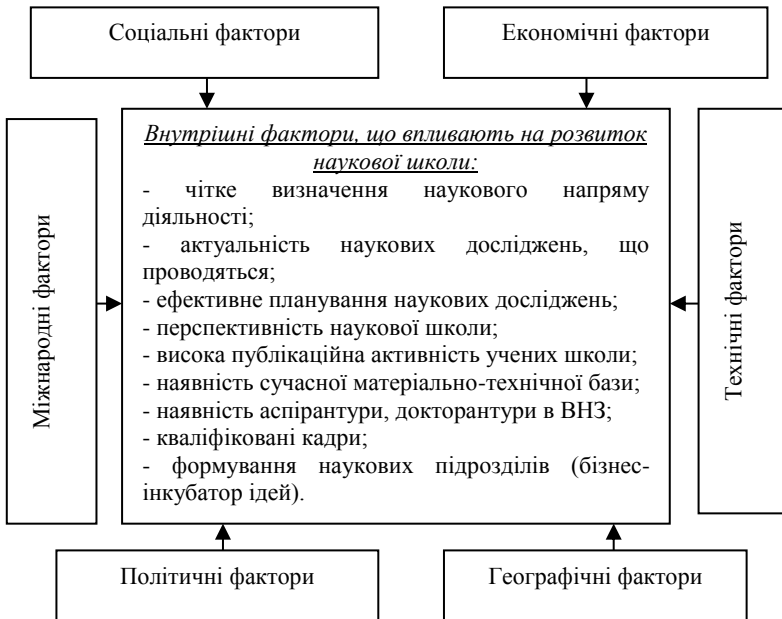 Соціальні фактори
Економічні фактори
Міжнародні фактори
Внутрішні фактори, що впливають на розвиток
наукової школи:
- чітке визначення наукового напряму
діяльності;
- актуальність наукових досліджень, що
проводяться;
- ефективне планування наукових досліджень;
- перспективність наукової школи;
- висока публікаційна активність учених школи;
- наявність сучасної матеріально-технічної бази;
- наявність аспірантури, докторантури в ВНЗ;
- кваліфіковані кадри;
- формування наукових підрозділів (бізнес-
інкубатор ідей).
Технічні фактори
Політичні фактори
Географічні фактори